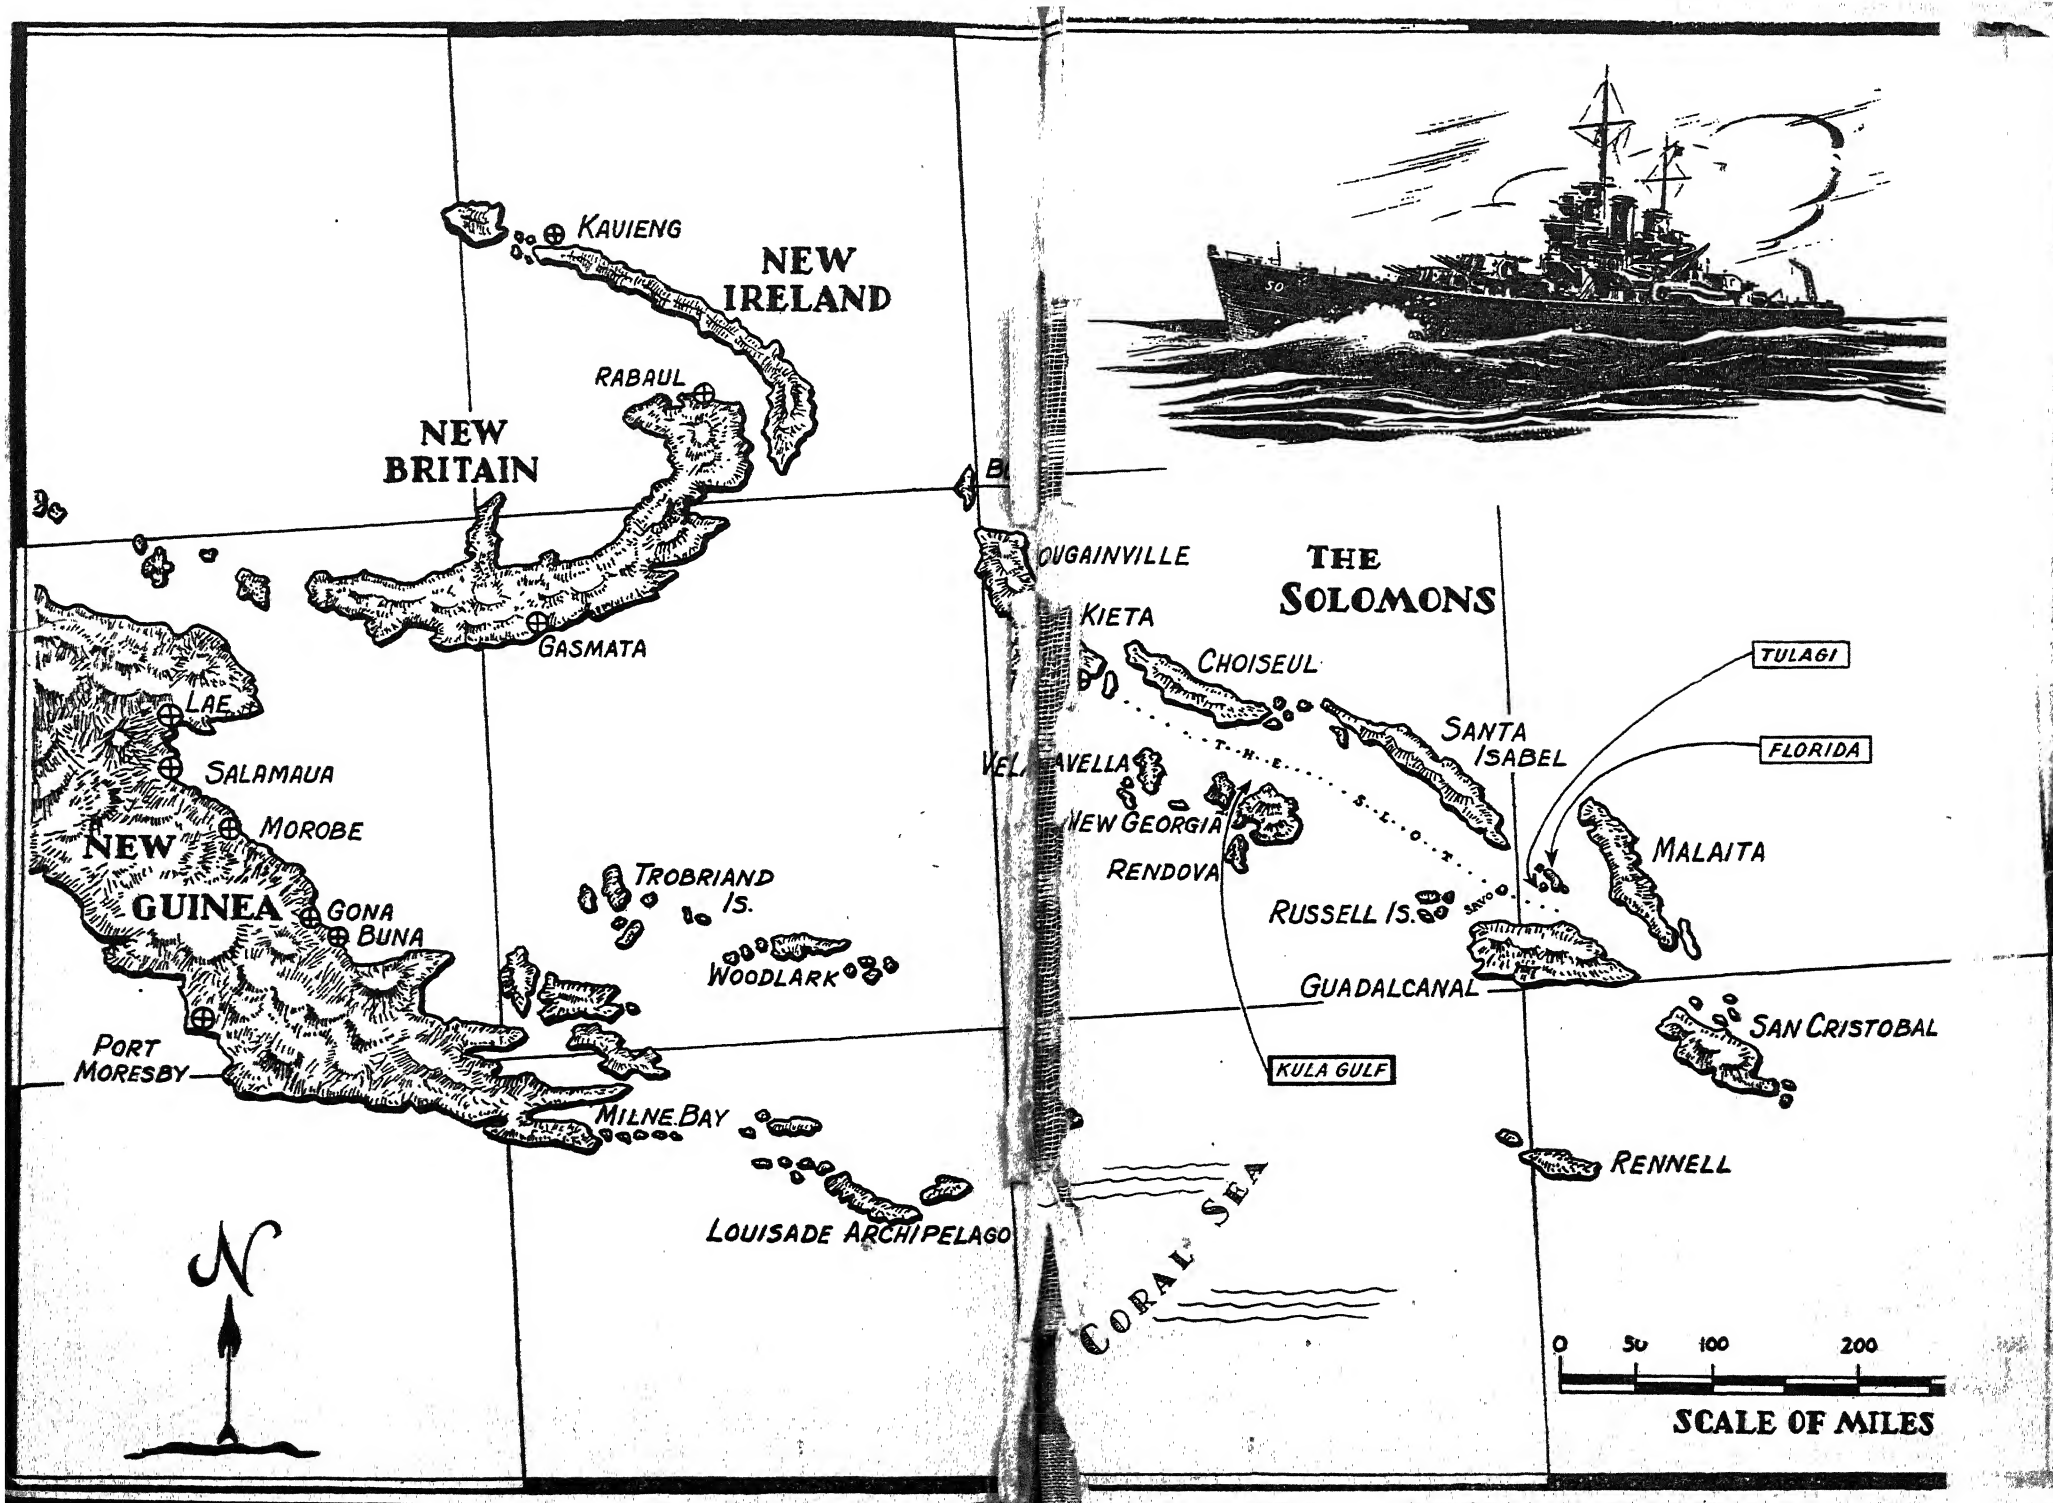 KAVIENG
NEW
IRELAND
50
RABAUL
NEW
BRITAIN
OUGAINVILLE
THE
SOLOMONS
KIETA
GASMATA
CHOISEUL
TULAGI
LAE
SANTA
ISABEL
FLORIDA
THE SLOT
SALAMAUA
VEL AVELLA
NEW GEORGIA
MOROBE
NEW
GUINEA
RENDOVA
MALAITA
TROBRIAND
IS.
GONA
BUNA
RUSSELL IS.
SAVO
WOODLARK
GUADALCANAL
SAN CRISTOBAL
PORT
MORESBY
KULA GULF
MILNE BAY
RENNELL
LOUISADE ARCHIPELAGO
CORAL SEA
N
0 50 100 200
SCALE OF MILES